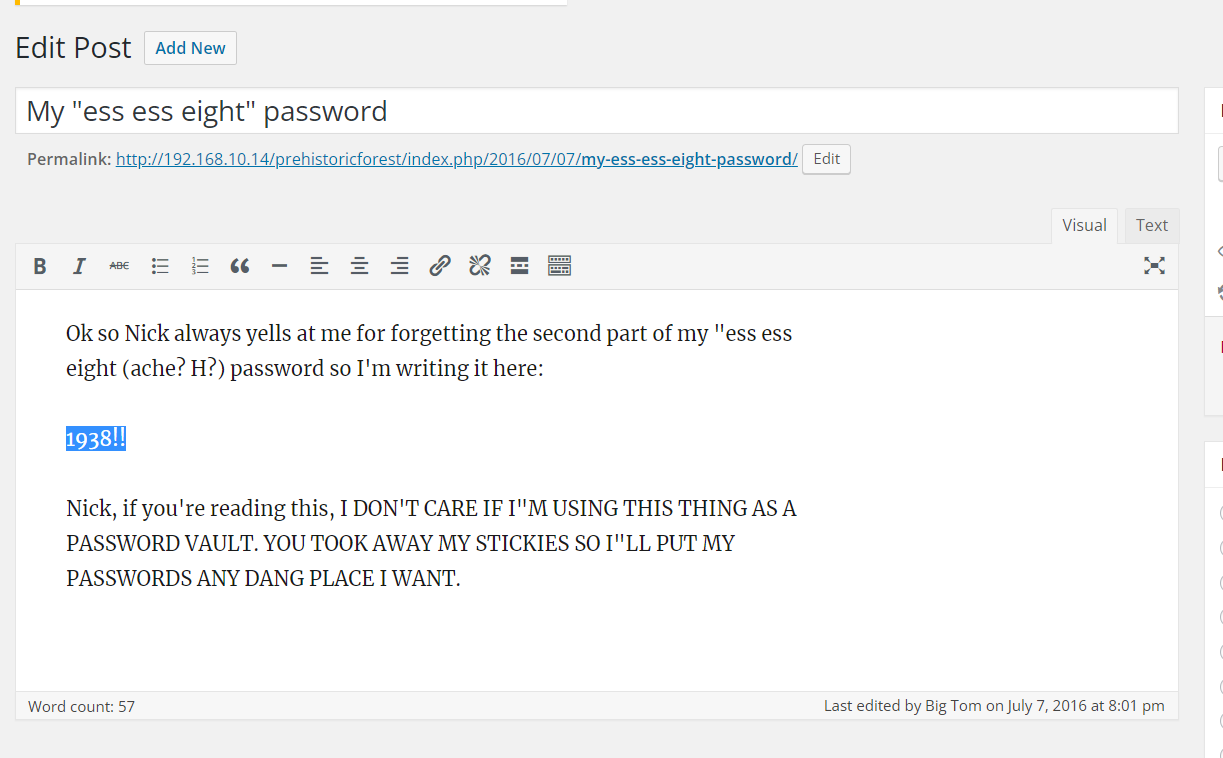 Edit Post Add New
My "ess ess eight" password
Permalink: http://192.168.10.14/prehistoricforest/index.php/2016/07/07/my-ess-ess-eight-password/ Edit
Visual Text
B I ABC
Ok so Nick always yells at me for forgetting the second part of my "ess ess
eight (ache? H?) password so I'm writing it here:
1938!!
Nick, if you're reading this, I DON'T CARE IF I"M USING THIS THING AS A
PASSWORD VAULT. YOU TOOK AWAY MY STICKIES SO I"LL PUT MY
PASSWORDS ANY DANG PLACE I WANT.
Word count: 57 Last edited by Big Tom on July 7, 2016 at 8:01 pm